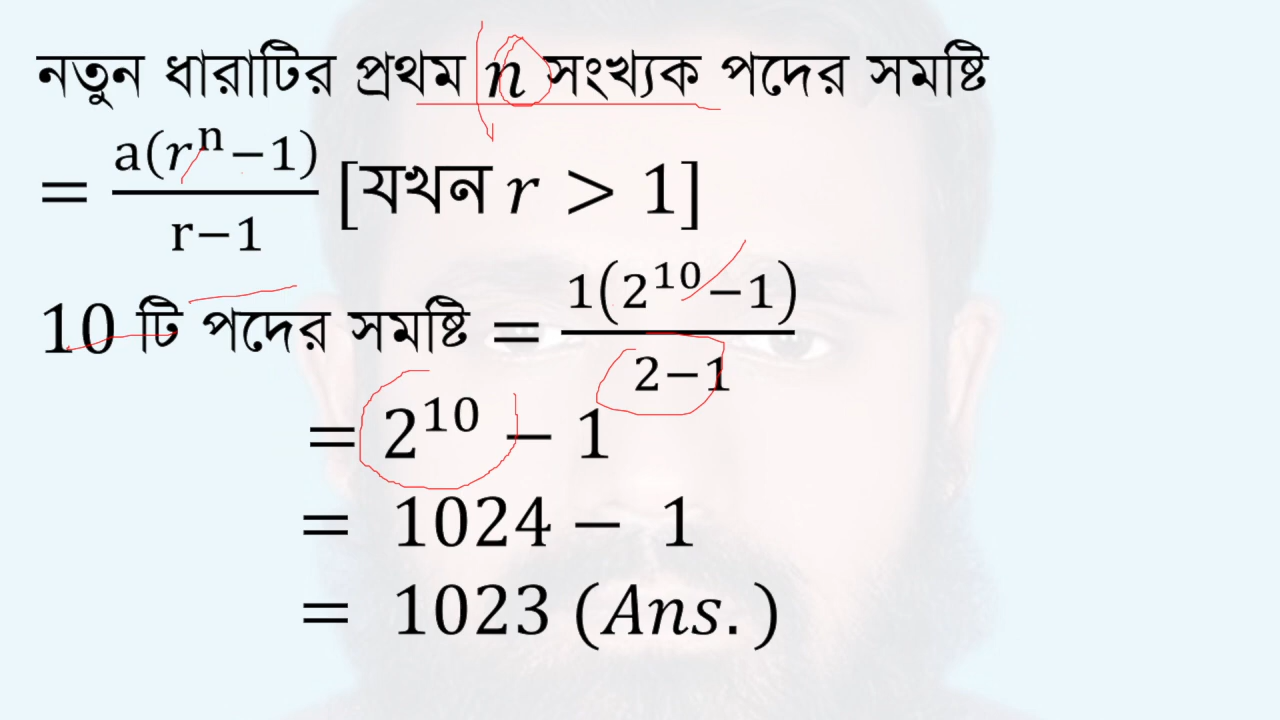 নতুন ধারাটির প্রথম n সংখ্যক পদের সমষ্টি
= a(rⁿ−1) / r−1 [যখন r > 1]
10 টি পদের সমষ্টি = 1(2¹⁰−1) / 2−1
= 2¹⁰ − 1
= 1024 − 1
= 1023 (Ans.)